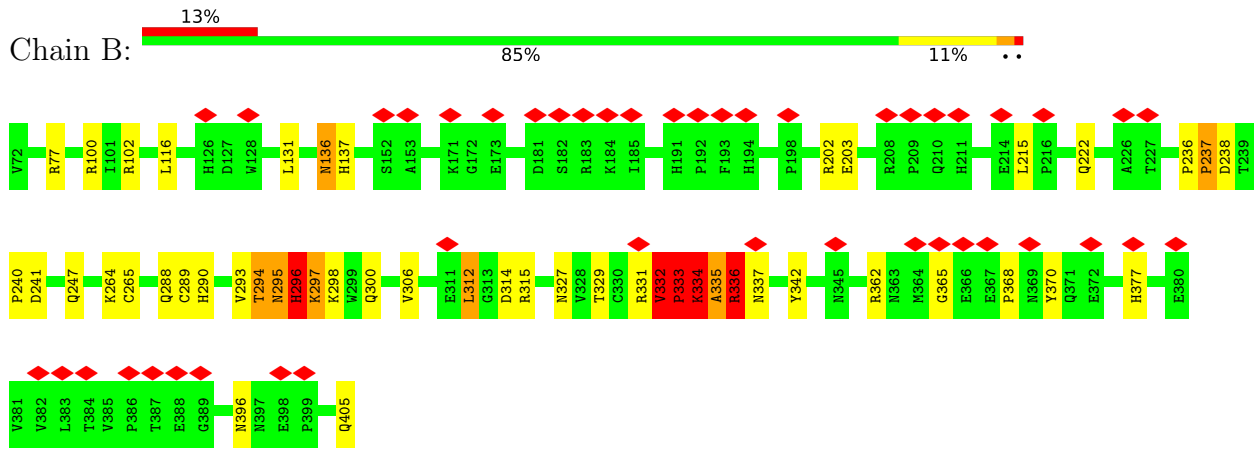 13%
Chain B:
85% 11% • •
V72 R77 R100 I101 R102 L116 H126 D127 W128 L131 N136 H137 S152 A153 K171 G172 E173 D181 S182 R183 K184 I185 H191 P192 F193 H194 P198 R202 E203 R208 P209 Q210 H211 E214 L215 P216 Q222 A226 T227 P236 P237 D238 T239
P240 D241 Q247 K264 C265 Q288 C289 H290 V293 T294 N295 H296 K297 K298 W299 Q300 V306 E311 L312 G313 D314 R315 N327 V328 T329 C330 R331 V332 P333 K334 A335 R336 N337 Y342 N345 R362 N363 M364 G365 E366 E367 P368 N369 Y370 Q371 E372 H377 E380
V381 V382 L383 T384 V385 P386 T387 E388 G389 N396 N397 E398 P399 Q405